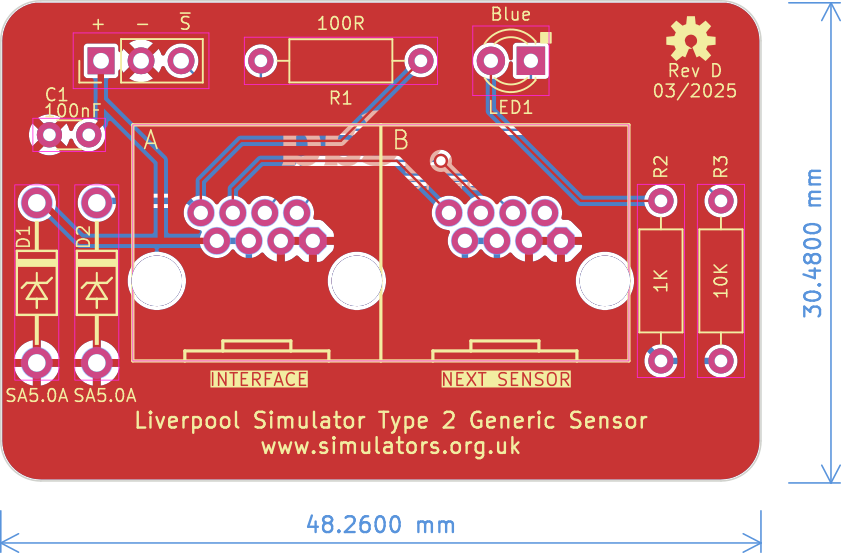 + − S̅
100R
Blue
Rev D
03/2025
C1
100nF
R1
LED1
A
B
R2
R3
D1
D2
1K
10K
30.4800 mm
INTERFACE
NEXT SENSOR
SA5.0A
SA5.0A
Liverpool Simulator Type 2 Generic Sensor
www.simulators.org.uk
48.2600 mm